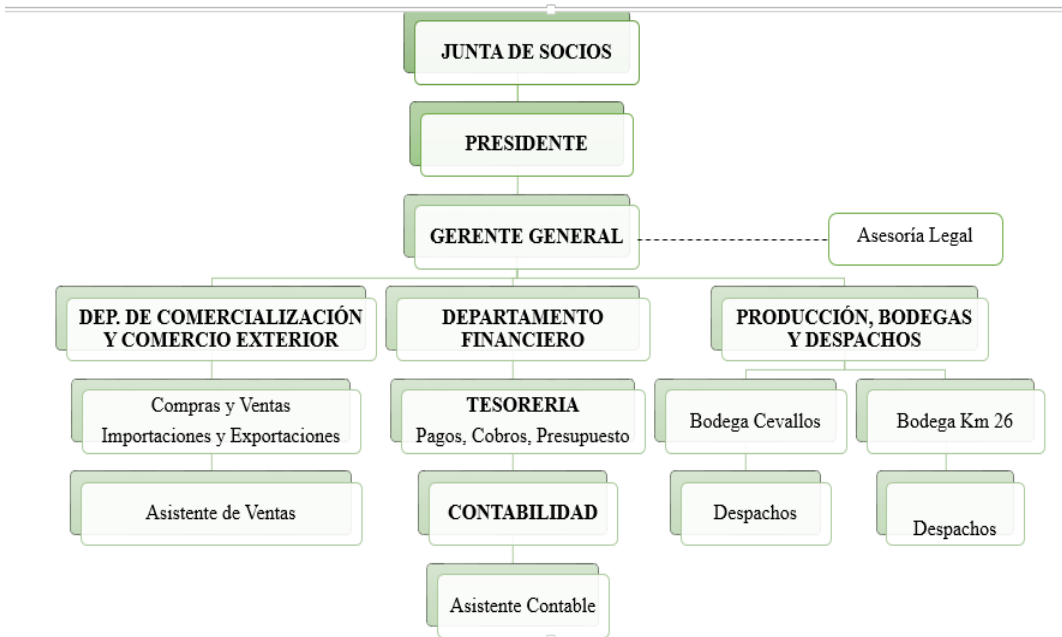 JUNTA DE SOCIOS
PRESIDENTE
GERENTE GENERAL
Asesoría Legal
DEP. DE COMERCIALIZACIÓN
Y COMERCIO EXTERIOR
DEPARTAMENTO
FINANCIERO
PRODUCCIÓN, BODEGAS
Y DESPACHOS
Compras y Ventas
Importaciones y Exportaciones
TESORERIA
Pagos, Cobros, Presupuesto
Bodega Cevallos
Bodega Km 26
Asistente de Ventas
CONTABILIDAD
Despachos
Despachos
Asistente Contable